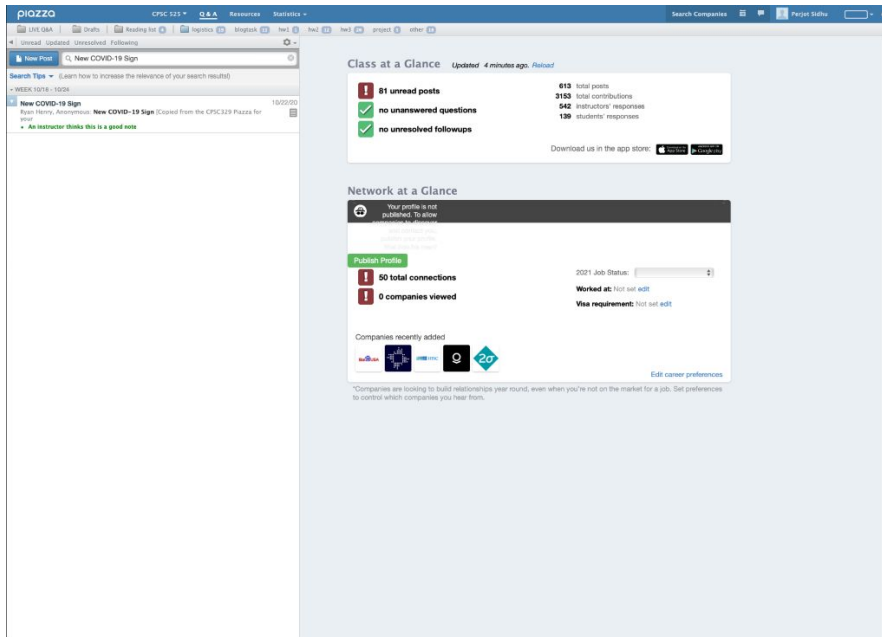 piazza CPSC 525 Q & A Resources Statistics Search Companies Perjot Sidhu
LIVE Q&A Drafts Reading list logistics blogtask hw1 hw2 hw3 project other
Unread Updated Unresolved Following
New Post New COVID-19 Sign
Search Tips (Learn how to increase the relevance of your search results!)
WEEK 10/18 - 10/24
New COVID-19 Sign 10/22/20
Ryan Henry, Anonymous: New COVID-19 Sign (Copied from the CPSC329 Piazza for
your
An instructor thinks this is a good note
Class at a Glance Updated 4 minutes ago. Reload
81 unread posts
no unanswered questions
no unresolved followups
613 total posts
3153 total contributions
542 instructors' responses
139 students' responses
Download us in the app store:
Network at a Glance
Your profile is not
published. To allow
companies to discover
Publish Profile
50 total connections
0 companies viewed
2021 Job Status:
Worked at: Not set edit
Visa requirement: Not set edit
Companies recently added
2σ
Edit career preferences
*Companies are looking to build relationships year round, even when you're not on the market for a job. Set preferences
to control which companies you hear from.